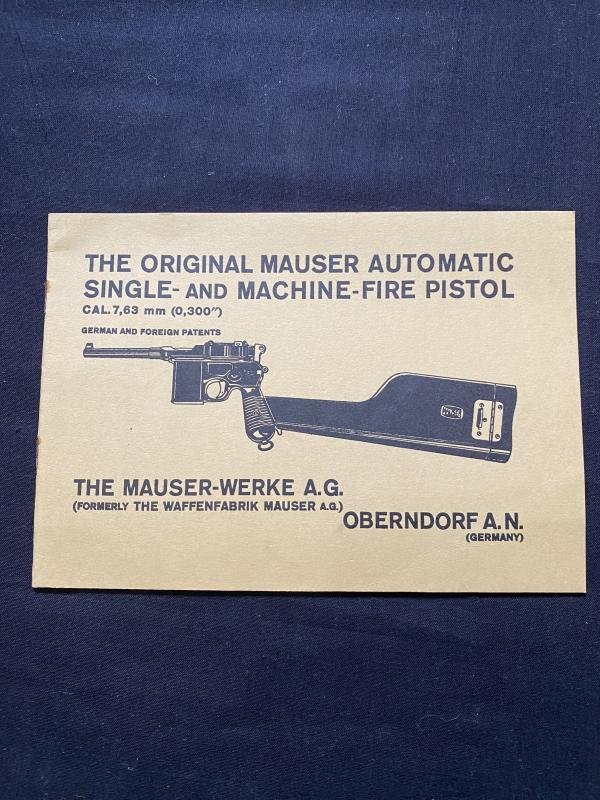 THE ORIGINAL MAUSER AUTOMATIC
SINGLE- AND MACHINE-FIRE PISTOL
CAL. 7,63 mm (0,300″)
GERMAN AND FOREIGN PATENTS
THE MAUSER-WERKE A.G.
(FORMERLY THE WAFFENFABRIK MAUSER A.G.)
OBERNDORF A.N.
(GERMANY)